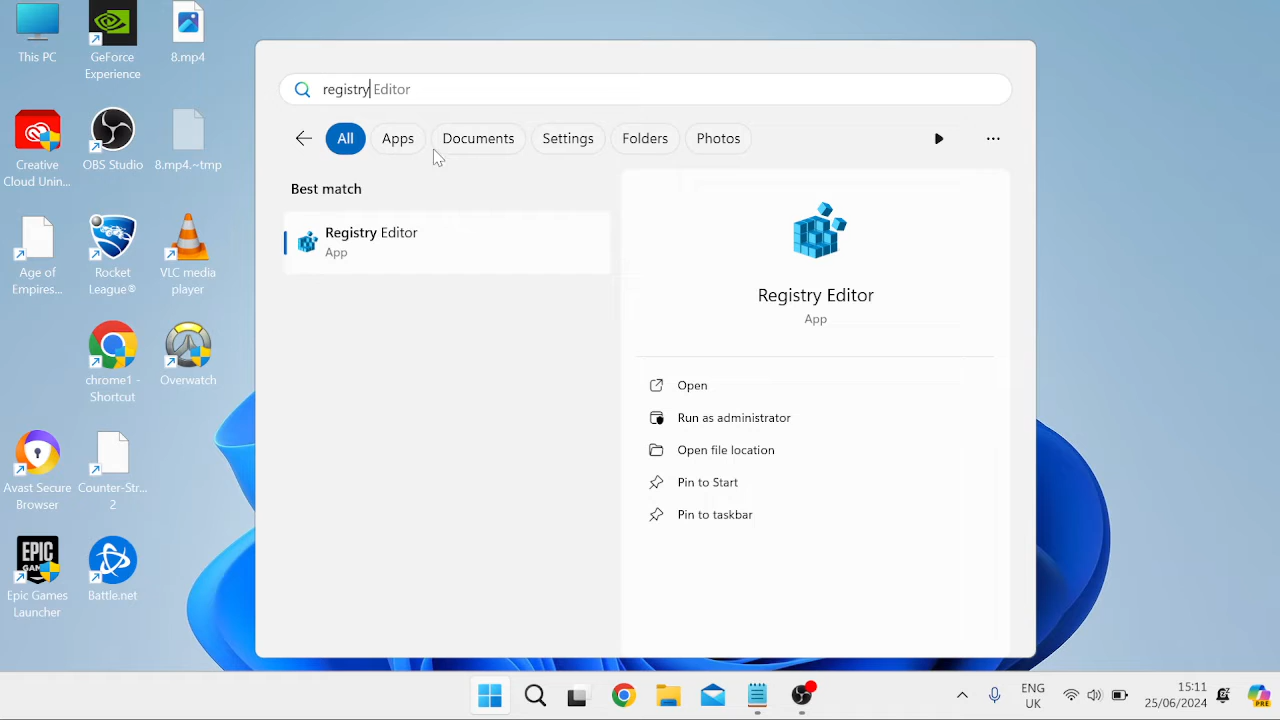 This PC
GeForce
Experience
8.mp4
Creative
Cloud Unin...
OBS Studio
8.mp4.~tmp
Age of
Empires...
Rocket
League®
VLC media
player
chrome1 -
Shortcut
Overwatch
Avast Secure
Browser
Counter-Str...
2
EPIC
GAMES
Epic Games
Launcher
Battle.net
registry Editor
All
Apps
Documents
Settings
Folders
Photos
Best match
Registry Editor
App
Registry Editor
App
Open
Run as administrator
Open file location
Pin to Start
Pin to taskbar
ENG
UK
15:11
25/06/2024
PRE